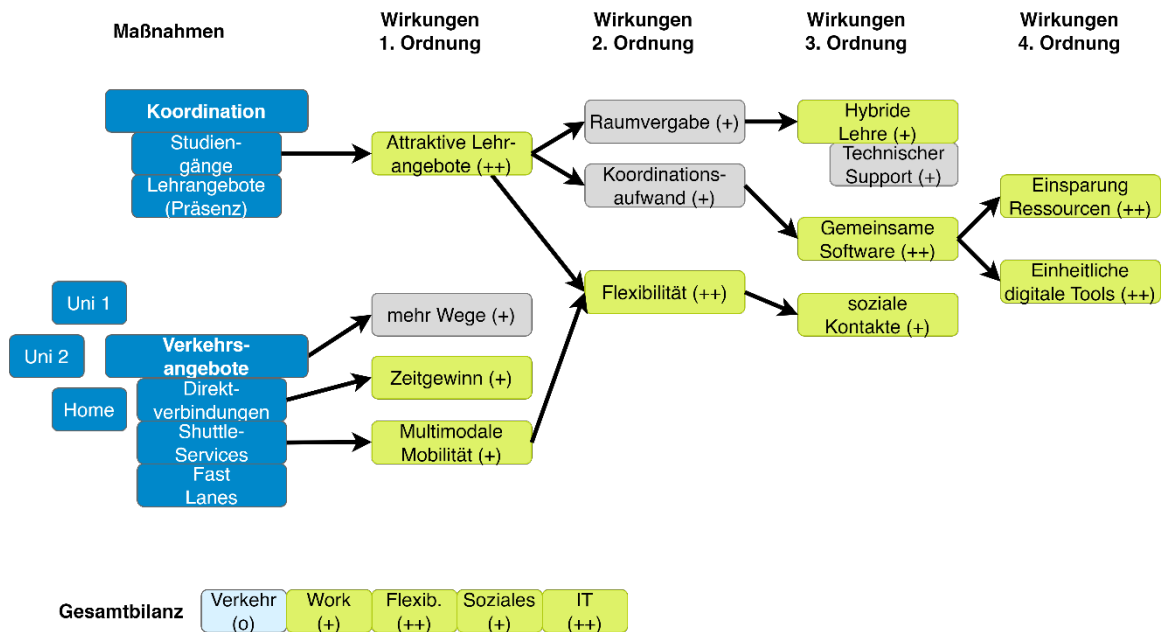 Maßnahmen
Wirkungen
1. Ordnung
Wirkungen
2. Ordnung
Wirkungen
3. Ordnung
Wirkungen
4. Ordnung
Koordination
Studien-
gänge
Lehrangebote
(Präsenz)
Attraktive Lehr-
angebote (++)
Raumvergabe (+)
Koordinations-
aufwand (+)
Hybride
Lehre (+)
Technischer
Support (+)
Gemeinsame
Software (++)
Einsparung
Ressourcen (++)
Einheitliche
digitale Tools (++)
Flexibilität (++)
soziale
Kontakte (+)
Uni 1
Uni 2
Home
Verkehrs-
angebote
Direkt-
verbindungen
Shuttle-
Services
Fast
Lanes
mehr Wege (+)
Zeitgewinn (+)
Multimodale
Mobilität (+)
Gesamtbilanz
Verkehr
(o)
Work
(+)
Flexib.
(++)
Soziales
(+)
IT
(++)